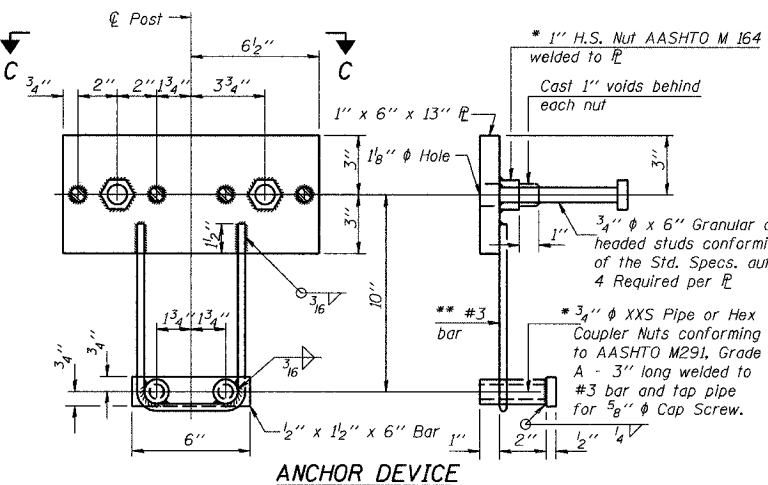 ℄ Post
C
C
6½"
¾"
2"
2"
1¾"
3¾"
3"
3"
1½"
3/16
1¾"
1¾"
3/16
10"
¾"
¾"
½" x 1½" x 6" Bar
6"
* 1" H.S. Nut AASHTO M 164
welded to ℙL
Cast 1" voids behind
each nut
1" x 6" x 13" ℙL
1⅛" ϕ Hole
3"
1"
¾" ϕ x 6" Granular
headed studs
of the Std. Specs.
4 Required per ℙL
** #3
bar
* ¾" ϕ XXS Pipe or Hex
Coupler Nuts conforming
to AASHTO M291, Grade
A - 3" long welded to
#3 bar and tap pipe
for ⅝" ϕ Cap Screw.
1"
2"
½"
¼
ANCHOR DEVICE